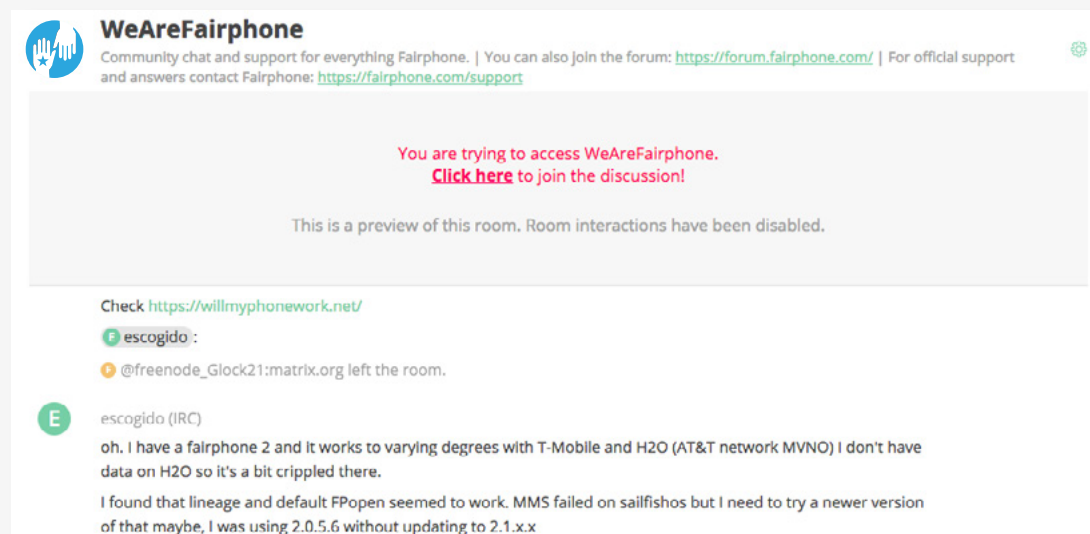 WeAreFairphone
Community chat and support for everything Fairphone. | You can also join the forum: https://forum.fairphone.com/ | For official support
and answers contact Fairphone: https://fairphone.com/support
You are trying to access WeAreFairphone.
Click here to join the discussion!
This is a preview of this room. Room interactions have been disabled.
Check https://willmyphonework.net/
E escogido :
F @freenode_Glock21:matrix.org left the room.
E escogido (IRC)
oh. I have a fairphone 2 and it works to varying degrees with T-Mobile and H2O (AT&T network MVNO) I don't have
data on H2O so it's a bit crippled there.
I found that lineage and default FPopen seemed to work. MMS failed on sailfishos but I need to try a newer version
of that maybe, I was using 2.0.5.6 without updating to 2.1.x.x